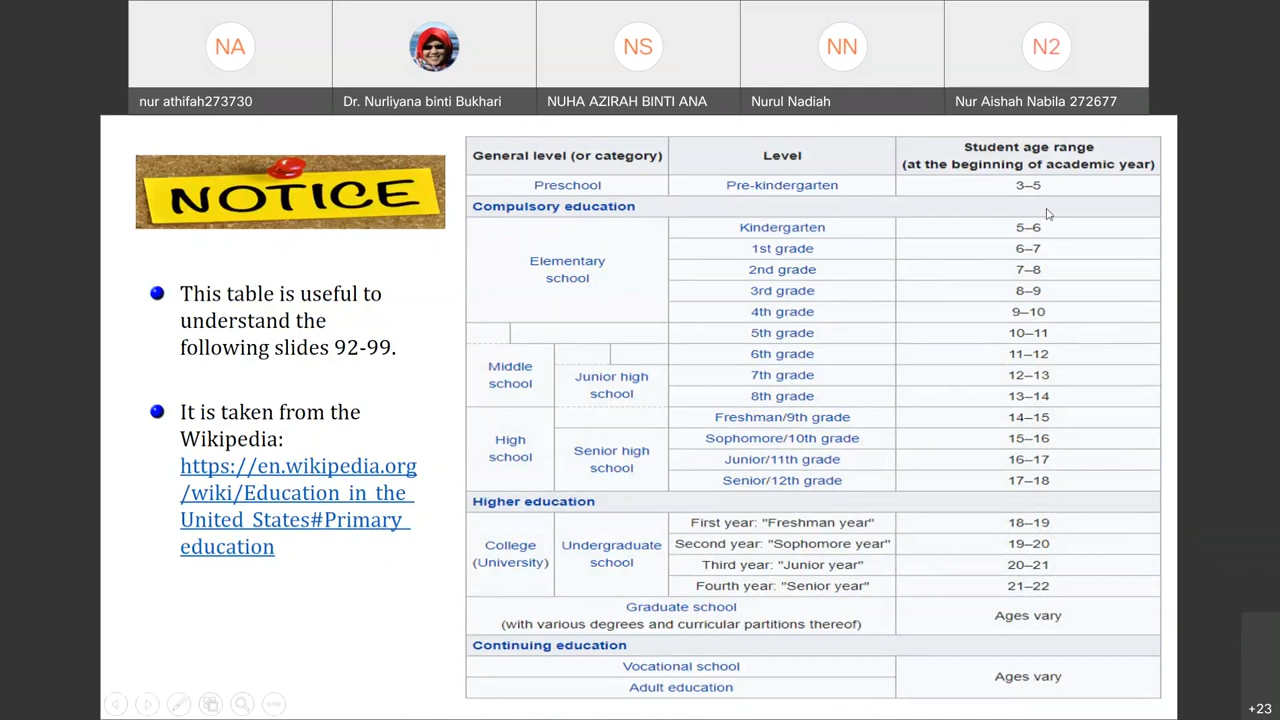 NA
NS
NN
N2
nur athifah273730
Dr. Nurliyana binti Bukhari
NUHA AZIRAH BINTI ANA
Nurul Nadiah
Nur Aishah Nabila 272677
NOTICE
This table is useful to
understand the
following slides 92-99.
It is taken from the
Wikipedia:
https://en.wikipedia.org
/wiki/Education_in_the_
United_States#Primary_
education
General level (or category)
Level
Student age range
(at the beginning of academic year)
Preschool
Pre-kindergarten
3–5
Compulsory education
Elementary
school
Kindergarten
5–6
1st grade
6–7
2nd grade
7–8
3rd grade
8–9
4th grade
9–10
5th grade
10–11
Middle
school
Junior high
school
6th grade
11–12
7th grade
12–13
8th grade
13–14
High
school
Senior high
school
Freshman/9th grade
14–15
Sophomore/10th grade
15–16
Junior/11th grade
16–17
Senior/12th grade
17–18
Higher education
College
(University)
Undergraduate
school
First year: "Freshman year"
18–19
Second year: "Sophomore year"
19–20
Third year: "Junior year"
20–21
Fourth year: "Senior year"
21–22
Graduate school
(with various degrees and curricular partitions thereof)
Ages vary
Continuing education
Vocational school
Adult education
Ages vary
+23